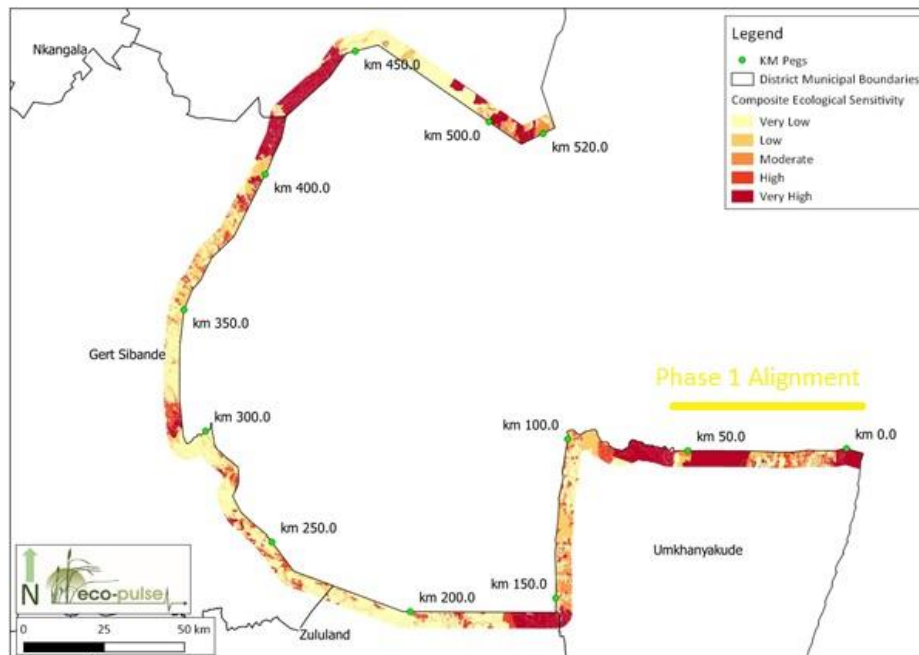 Nkangala
km 450.0
km 500.0
km 520.0
km 400.0
km 350.0
Gert Sibande
km 300.0
km 250.0
km 200.0
Zululand
km 150.0
km 100.0
Phase 1 Alignment
km 50.0
km 0.0
Umkhanyakude
Legend
KM Pegs
District Municipal Boundaries
Composite Ecological Sensitivity
Very Low
Low
Moderate
High
Very High
N
eco-pulse
0 25 50 km